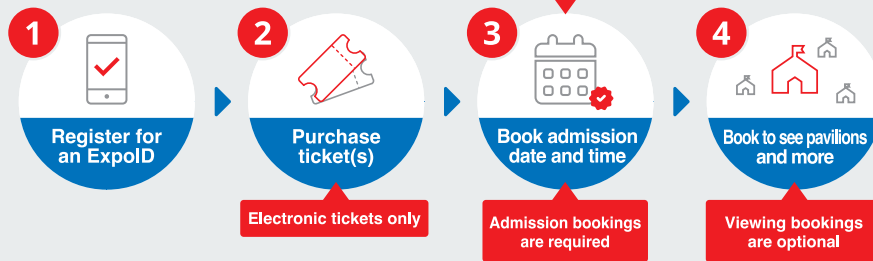 1
Register for
an ExpoID
2
Purchase
ticket(s)
Electronic tickets only
3
Book admission
date and time
Admission bookings
are required
4
Book to see pavilions
and more
Viewing bookings
are optional